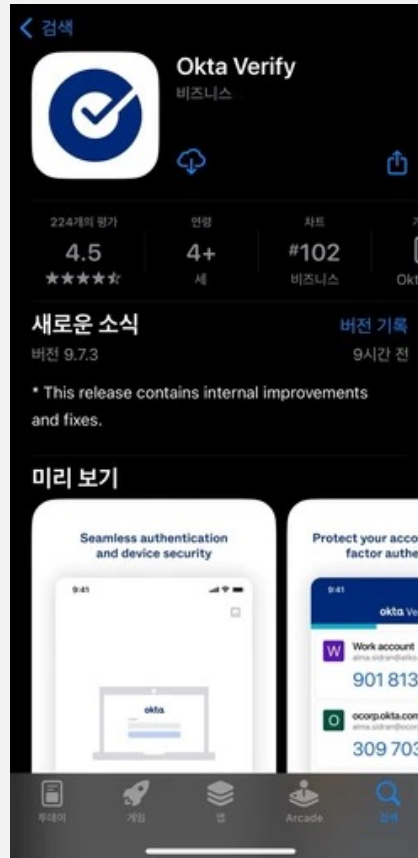 검색
Okta Verify
비즈니스
224개의 평가
4.5
연령
4+
세
차트
#102
비즈니스
Okt
새로운 소식
버전 기록
버전 9.7.3
9시간 전
* This release contains internal improvements
and fixes.
미리 보기
Seamless authentication
and device security
9:41
okta
Protect your acco
factor authe
9:41
okta Ve
W
Work account
901 813
O
ocorp.okta.com
309 703
투데이
게임
앱
Arcade
검색